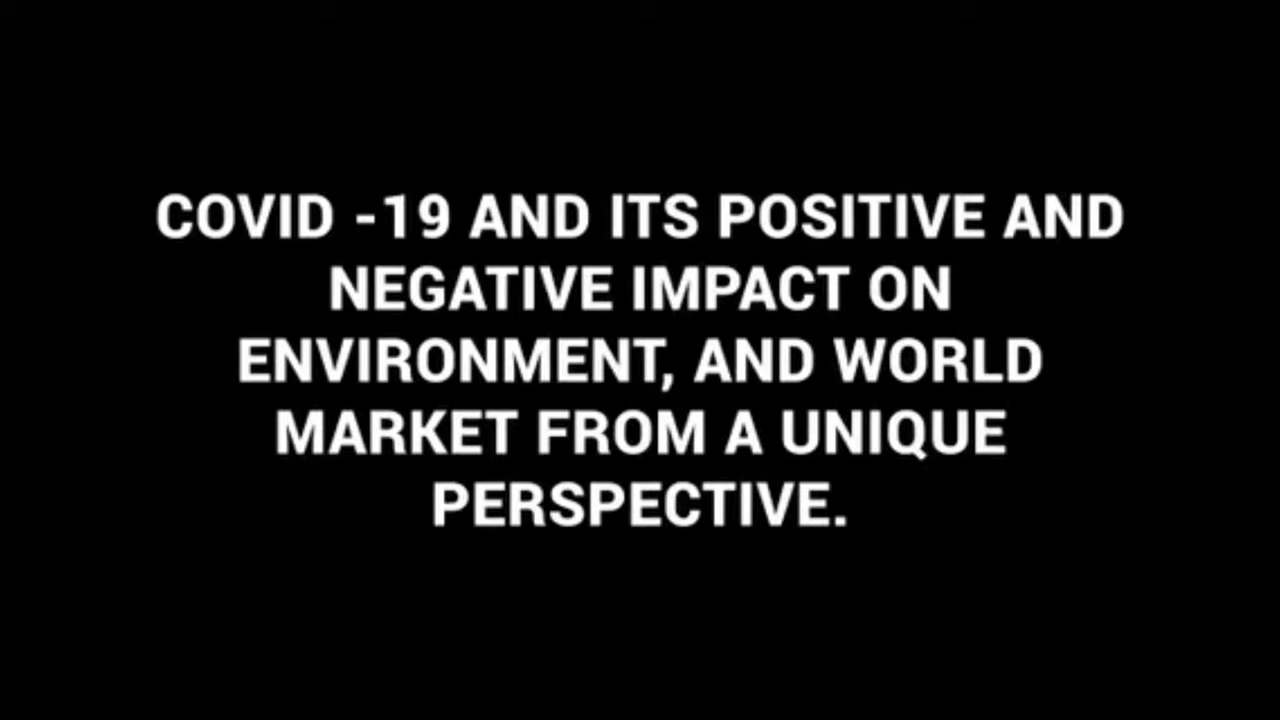 COVID -19 AND ITS POSITIVE AND
NEGATIVE IMPACT ON
ENVIRONMENT, AND WORLD
MARKET FROM A UNIQUE
PERSPECTIVE.